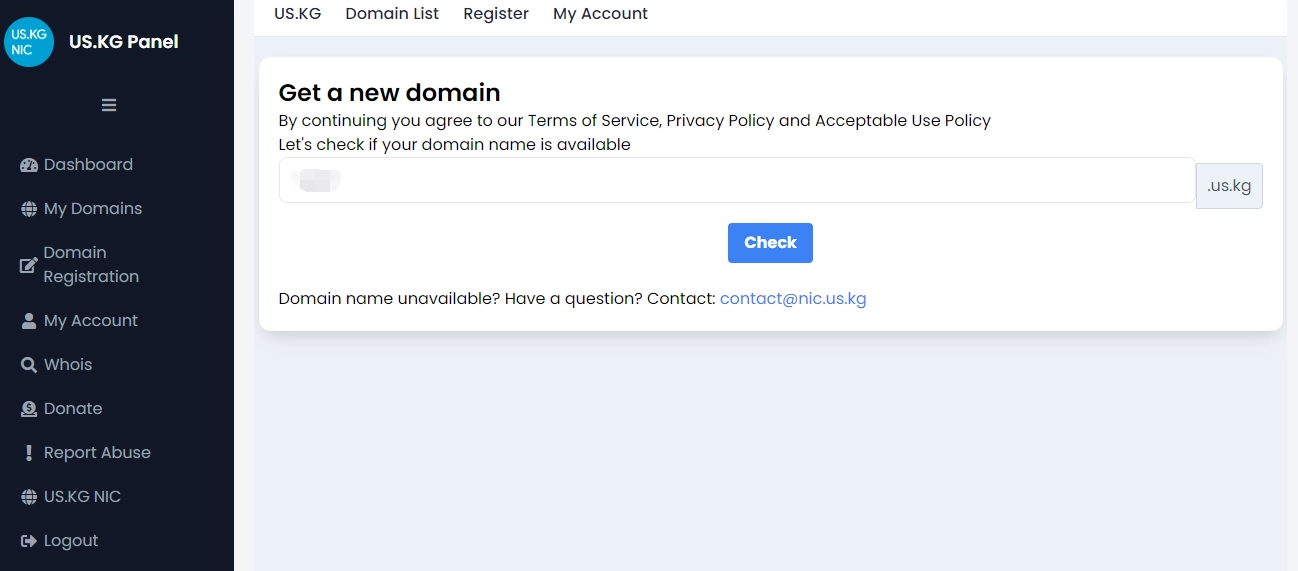 US.KG
NIC
US.KG Panel
Dashboard
My Domains
Domain
Registration
My Account
Whois
Donate
Report Abuse
US.KG NIC
Logout
US.KG Domain List Register My Account
Get a new domain
By continuing you agree to our Terms of Service, Privacy Policy and Acceptable Use Policy
Let's check if your domain name is available
.us.kg
Check
Domain name unavailable? Have a question? Contact: contact@nic.us.kg